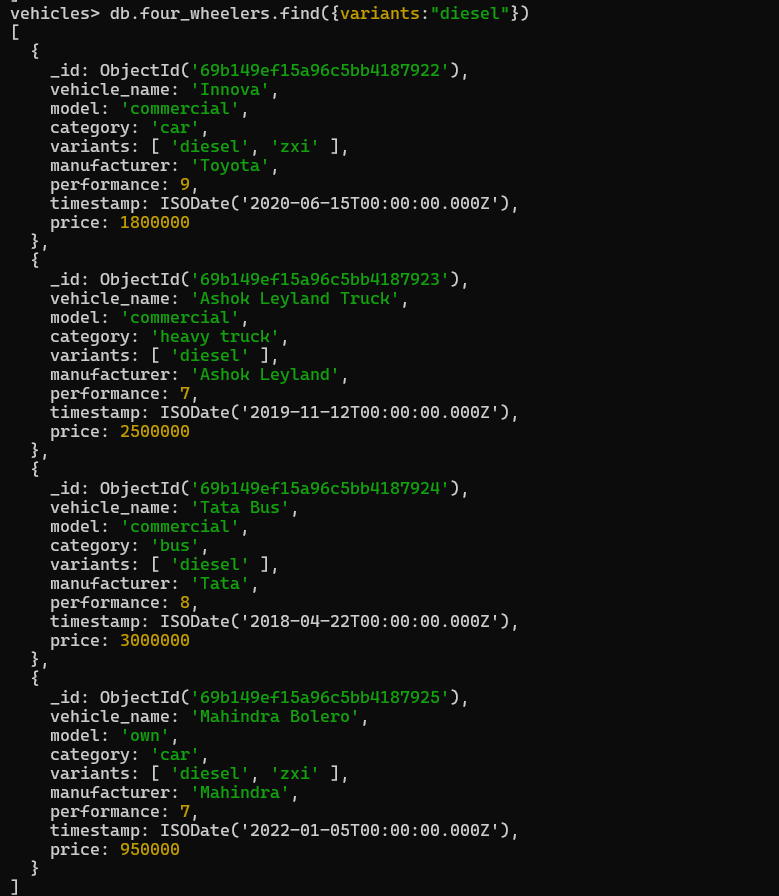 vehicles> db.four_wheelers.find({variants:"diesel"})
[
  {
    _id: ObjectId('69b149ef15a96c5bb4187922'),
    vehicle_name: 'Innova',
    model: 'commercial',
    category: 'car',
    variants: [ 'diesel', 'zxi' ],
    manufacturer: 'Toyota',
    performance: 9,
    timestamp: ISODate('2020-06-15T00:00:00.000Z'),
    price: 1800000
  },
  {
    _id: ObjectId('69b149ef15a96c5bb4187923'),
    vehicle_name: 'Ashok Leyland Truck',
    model: 'commercial',
    category: 'heavy truck',
    variants: [ 'diesel' ],
    manufacturer: 'Ashok Leyland',
    performance: 7,
    timestamp: ISODate('2019-11-12T00:00:00.000Z'),
    price: 2500000
  },
  {
    _id: ObjectId('69b149ef15a96c5bb4187924'),
    vehicle_name: 'Tata Bus',
    model: 'commercial',
    category: 'bus',
    variants: [ 'diesel' ],
    manufacturer: 'Tata',
    performance: 8,
    timestamp: ISODate('2018-04-22T00:00:00.000Z'),
    price: 3000000
  },
  {
    _id: ObjectId('69b149ef15a96c5bb4187925'),
    vehicle_name: 'Mahindra Bolero',
    model: 'own',
    category: 'car',
    variants: [ 'diesel', 'zxi' ],
    manufacturer: 'Mahindra',
    performance: 7,
    timestamp: ISODate('2022-01-05T00:00:00.000Z'),
    price: 950000
  }
]